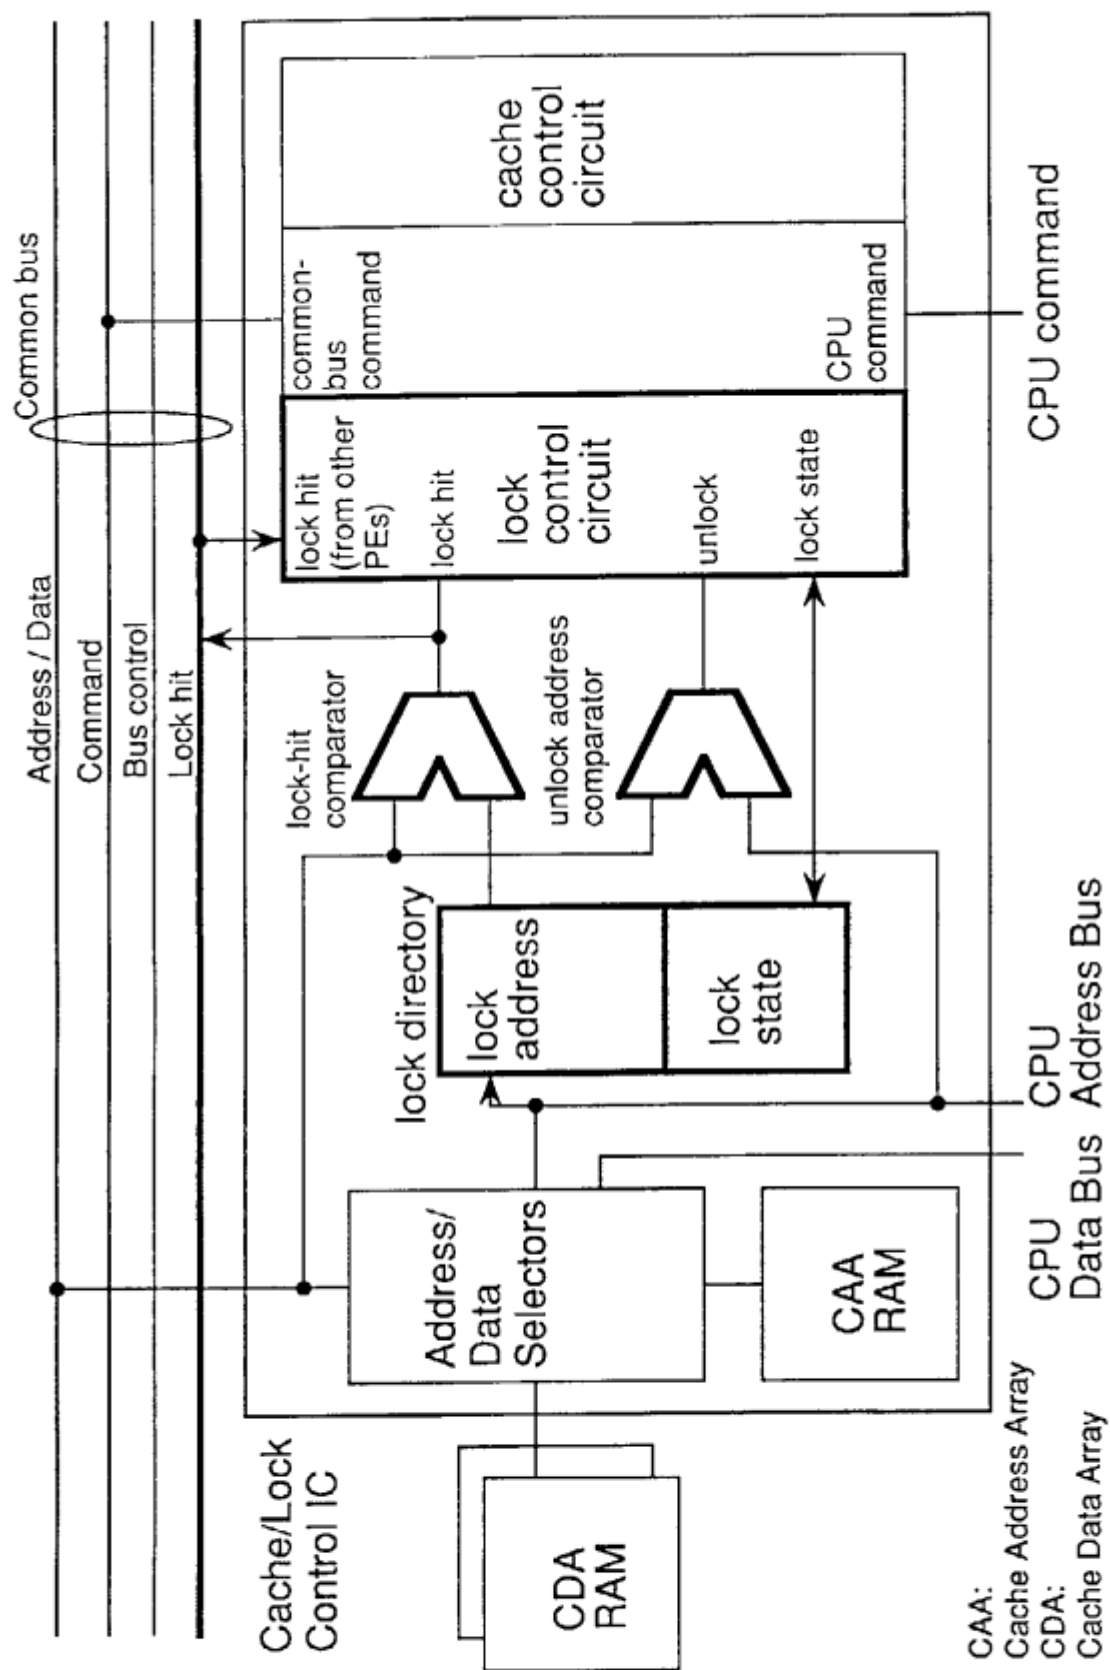 Common bus
Address / Data
Command
Bus control
Lock hit
Cache/Lock
Control IC
CDA
RAM
Address/
Data
Selectors
CAA
RAM
lock directory
lock
address
lock
state
lock-hit
comparator
unlock address
comparator
lock hit
(from other
PEs)
lock hit
lock
control
circuit
unlock
lock state
common-
bus
command
CPU
command
cache
control
circuit
CPU
Data Bus
CPU
Address Bus
CPU command
CAA:
Cache Address Array
CDA:
Cache Data Array